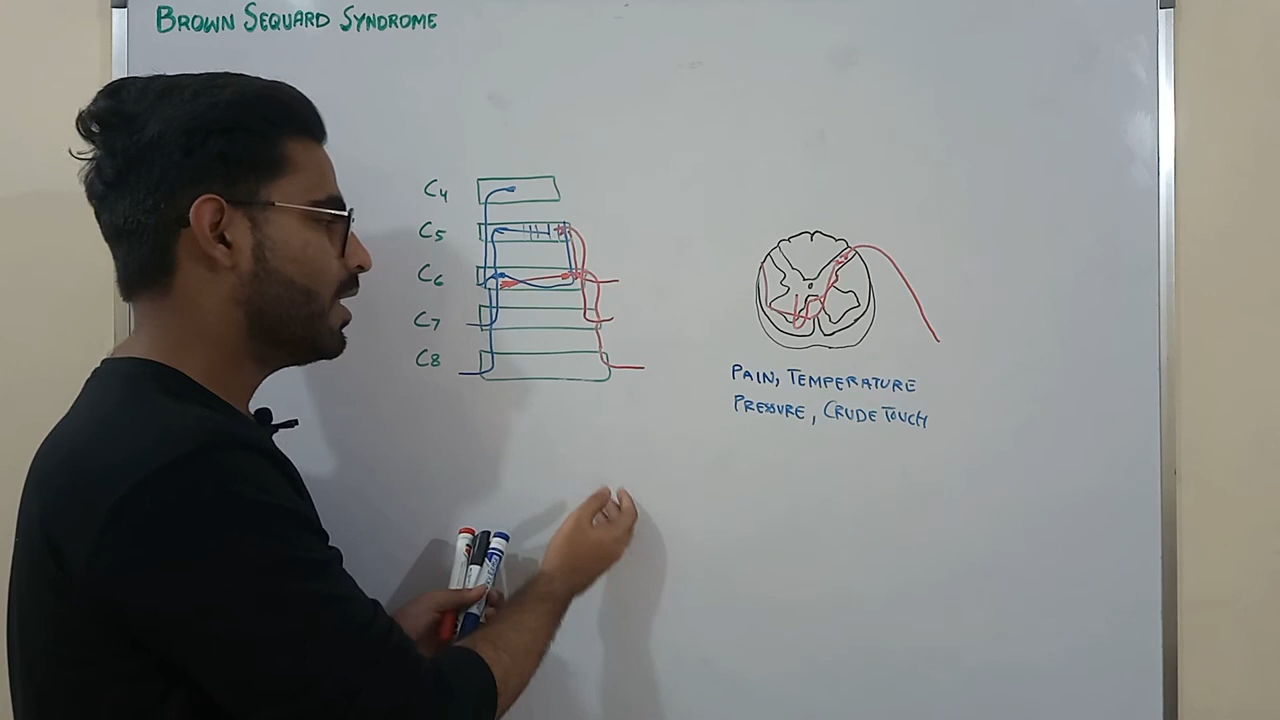 BROWN SEQUARD SYNDROME
C4
C5
C6
C7
C8
PAIN, TEMPERATURE
PRESSURE, CRUDE TOUCH